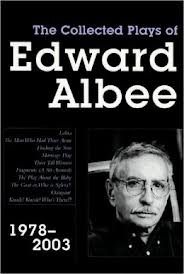 The Collected Plays of
Edward
Albee
Lolita
The Man Who Had Three Arms
Finding the Sun
Marriage Play
Three Tall Women
Fragments (A Sit-Around)
The Play About the Baby
The Goat or, Who is Sylvia?
Occupant
Knock! Knock! Who's There!?
1978–
2003